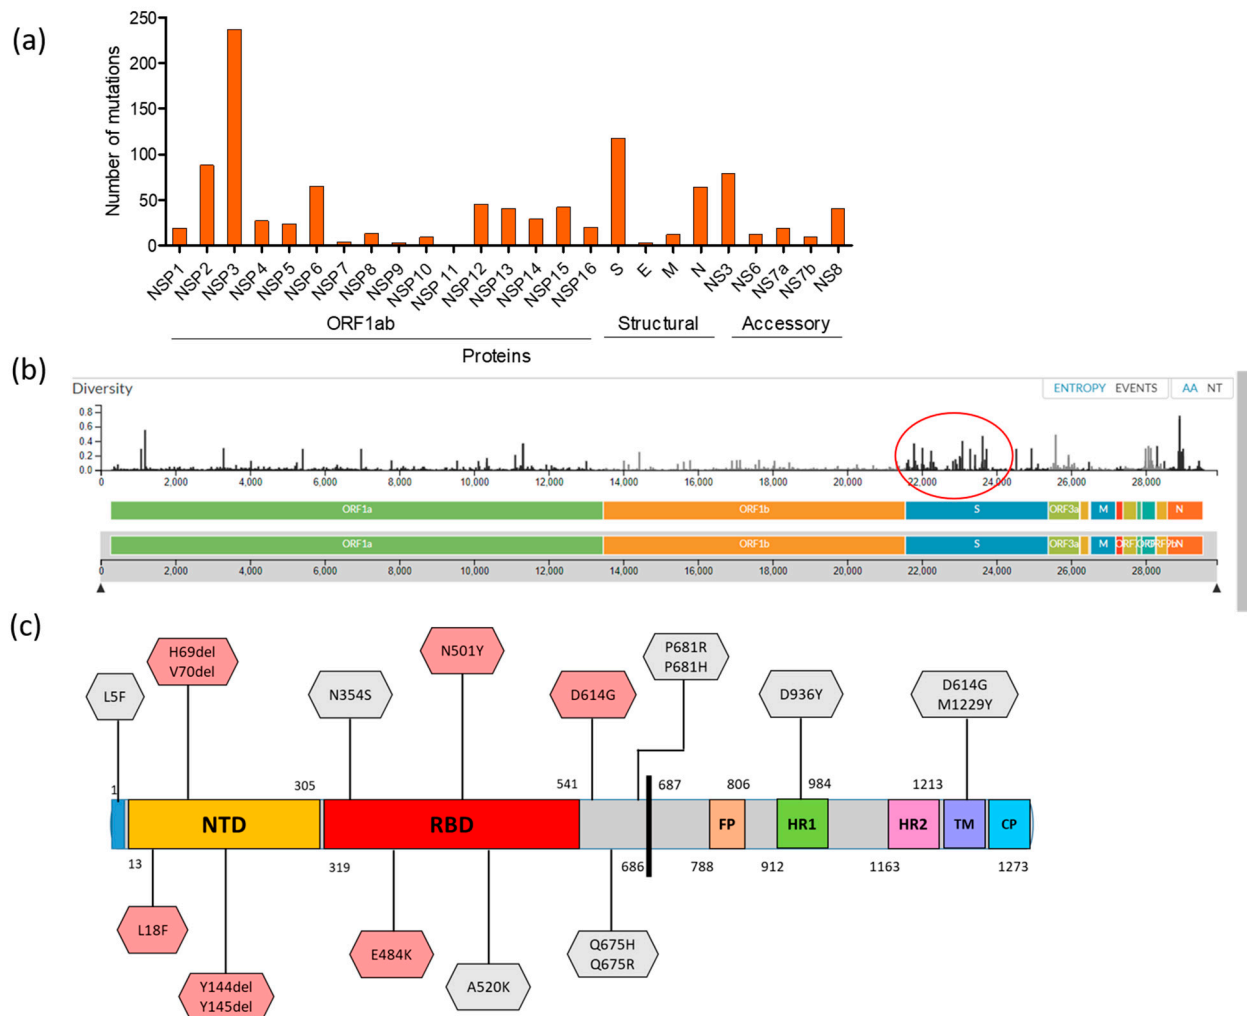 (a)
Number of mutations
250
200
150
100
50
0
NSP1
NSP2
NSP3
NSP4
NSP5
NSP6
NSP7
NSP8
NSP9
NSP10
NSP 11
NSP12
NSP13
NSP14
NSP15
NSP16
S
E
M
N
NS3
NS6
NS7a
NS7b
NS8
ORF1ab
Structural
Accessory
Proteins
(b)
Diversity
ENTROPY EVENTS
AA NT
0.8
0.6
0.4
0.2
0.0
0 2,000 4,000 6,000 8,000 10,000 12,000 14,000 16,000 18,000 20,000 22,000 24,000 26,000 28,000
ORF1a ORF1b S ORF3a M N
ORF1a ORF1b S ORF3a M N
0 2,000 4,000 6,000 8,000 10,000 12,000 14,000 16,000 18,000 20,000 22,000 24,000 26,000 28,000
(c)
L5F
H69del
V70del
N354S
N501Y
D614G
P681R
P681H
D936Y
D614G
M1229Y
1 305 541 687 806 984 1213
NTD RBD FP HR1 HR2 TM CP
13 319 686 788 912 1163 1273
L18F
Y144del
Y145del
E484K
A520K
Q675H
Q675R